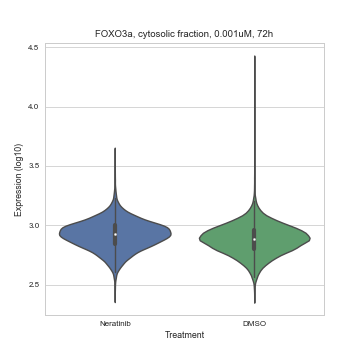 FOXO3a, cytosolic fraction, 0.001uM, 72h
4.5
4.0
3.5
3.0
2.5
Expression (log10)
Neratinib
DMSO
Treatment